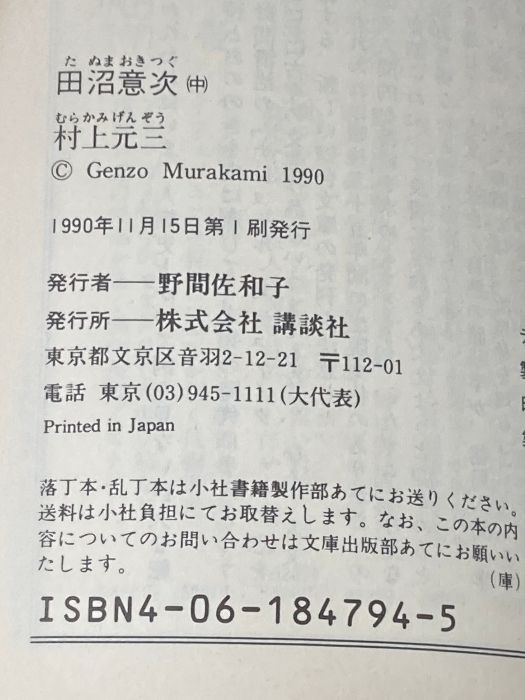 た ぬま おき つぐ
田沼意次 ㊥
むら かみ げん ぞう
村上元三
© Genzo Murakami 1990
1990年11月15日第1刷発行
発行者──野間佐和子
発行所──株式会社 講談社
東京都文京区音羽2-12-21 〒112-01
電話 東京(03)945-1111(大代表)
Printed in Japan
落丁本・乱丁本は小社書籍製作部あてにお送りください。
送料は小社負担にてお取替えします。なお、この本の内
容についてのお問い合わせは文庫出版部あてにお願いい
たします。
(庫)
ISBN4-06-184794-5